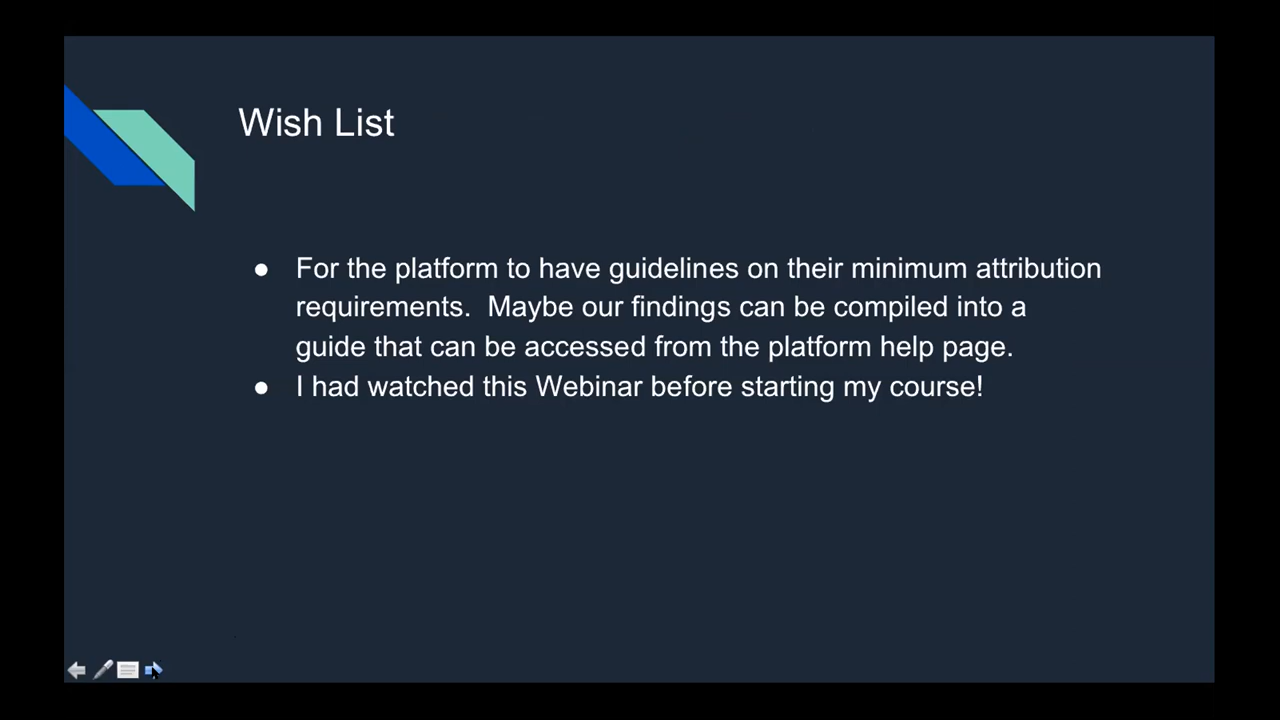 Wish List
● For the platform to have guidelines on their minimum attribution
requirements.  Maybe our findings can be compiled into a
guide that can be accessed from the platform help page.
● I had watched this Webinar before starting my course!